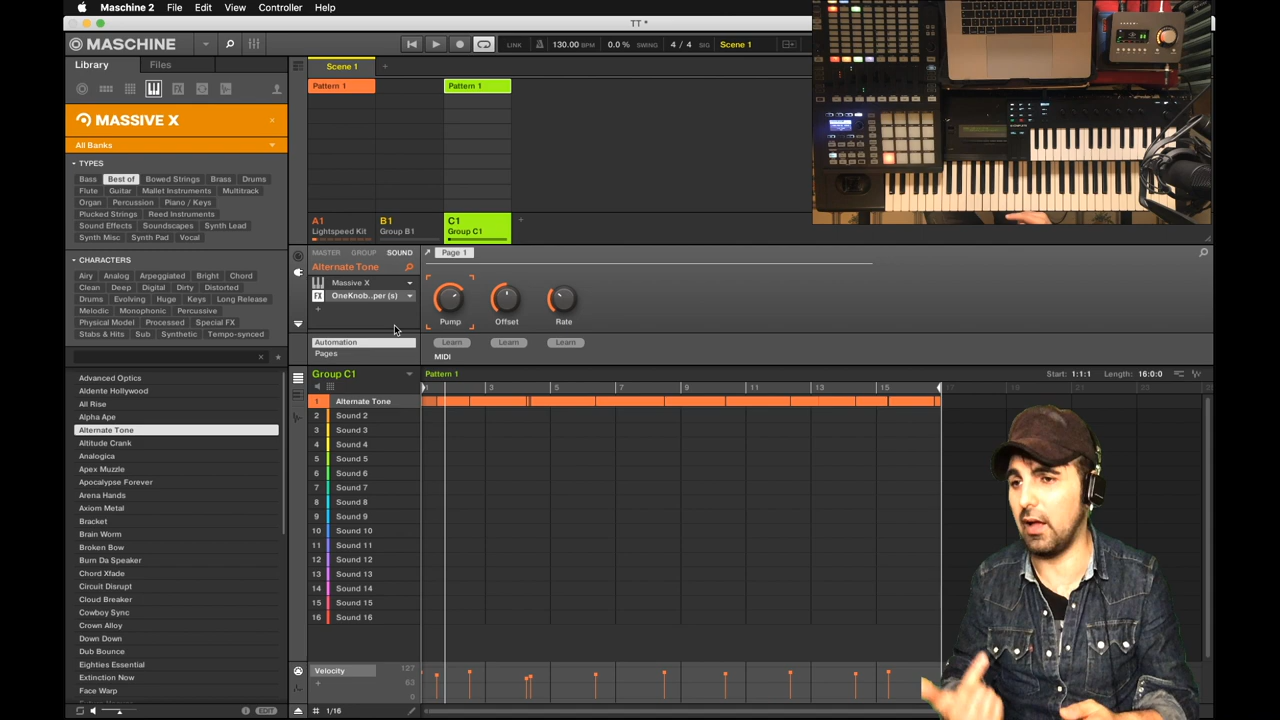 Maschine 2 File Edit View Controller Help
TT *
MASCHINE LINK 130.00 BPM 0.0 % SWING 4 / 4 SIG Scene 1
Library Files
Scene 1 +
Pattern 1 Pattern 1
MASSIVE X ×
All Banks
TYPES
Bass Best of Bowed Strings Brass Drums
Flute Guitar Mallet Instruments Multitrack
Organ Percussion Piano / Keys
Plucked Strings Reed Instruments
Sound Effects Soundscapes Synth Lead
Synth Misc Synth Pad Vocal
A1 B1 C1 +
Lightspeed Kit Group B1 Group C1
CHARACTERS
Airy Analog Arpeggiated Bright Chord
Clean Deep Digital Dirty Distorted
Drums Evolving Huge Keys Long Release
Melodic Monophonic Percussive
Physical Model Processed Special FX
Stabs & Hits Sub Synthetic Tempo-synced
MASTER GROUP SOUND Page 1
Alternate Tone
Massive X
FX OneKnob..per (s)
+
Pump Offset Rate
Automation Learn Learn Learn
Pages MIDI
Advanced Optics
Aldente Hollywood
All Rise
Alpha Ape
Alternate Tone
Altitude Crank
Analogica
Apex Muzzle
Apocalypse Forever
Arena Hands
Axiom Metal
Bracket
Brain Worm
Broken Bow
Burn Da Speaker
Chord Xfade
Circuit Disrupt
Cloud Breaker
Cowboy Sync
Crown Alloy
Down Down
Dub Bounce
Eighties Essential
Extinction Now
Face Warp
EDIT
Group C1 Pattern 1 Start: 1:1:1 Length: 16:0:0
1 3 5 7 9 11 13 15 17 19 21 23
1 Alternate Tone
2 Sound 2
3 Sound 3
4 Sound 4
5 Sound 5
6 Sound 6
7 Sound 7
8 Sound 8
9 Sound 9
10 Sound 10
11 Sound 11
12 Sound 12
13 Sound 13
14 Sound 14
15 Sound 15
16 Sound 16
Velocity 127
+ 63
0
# 1/16